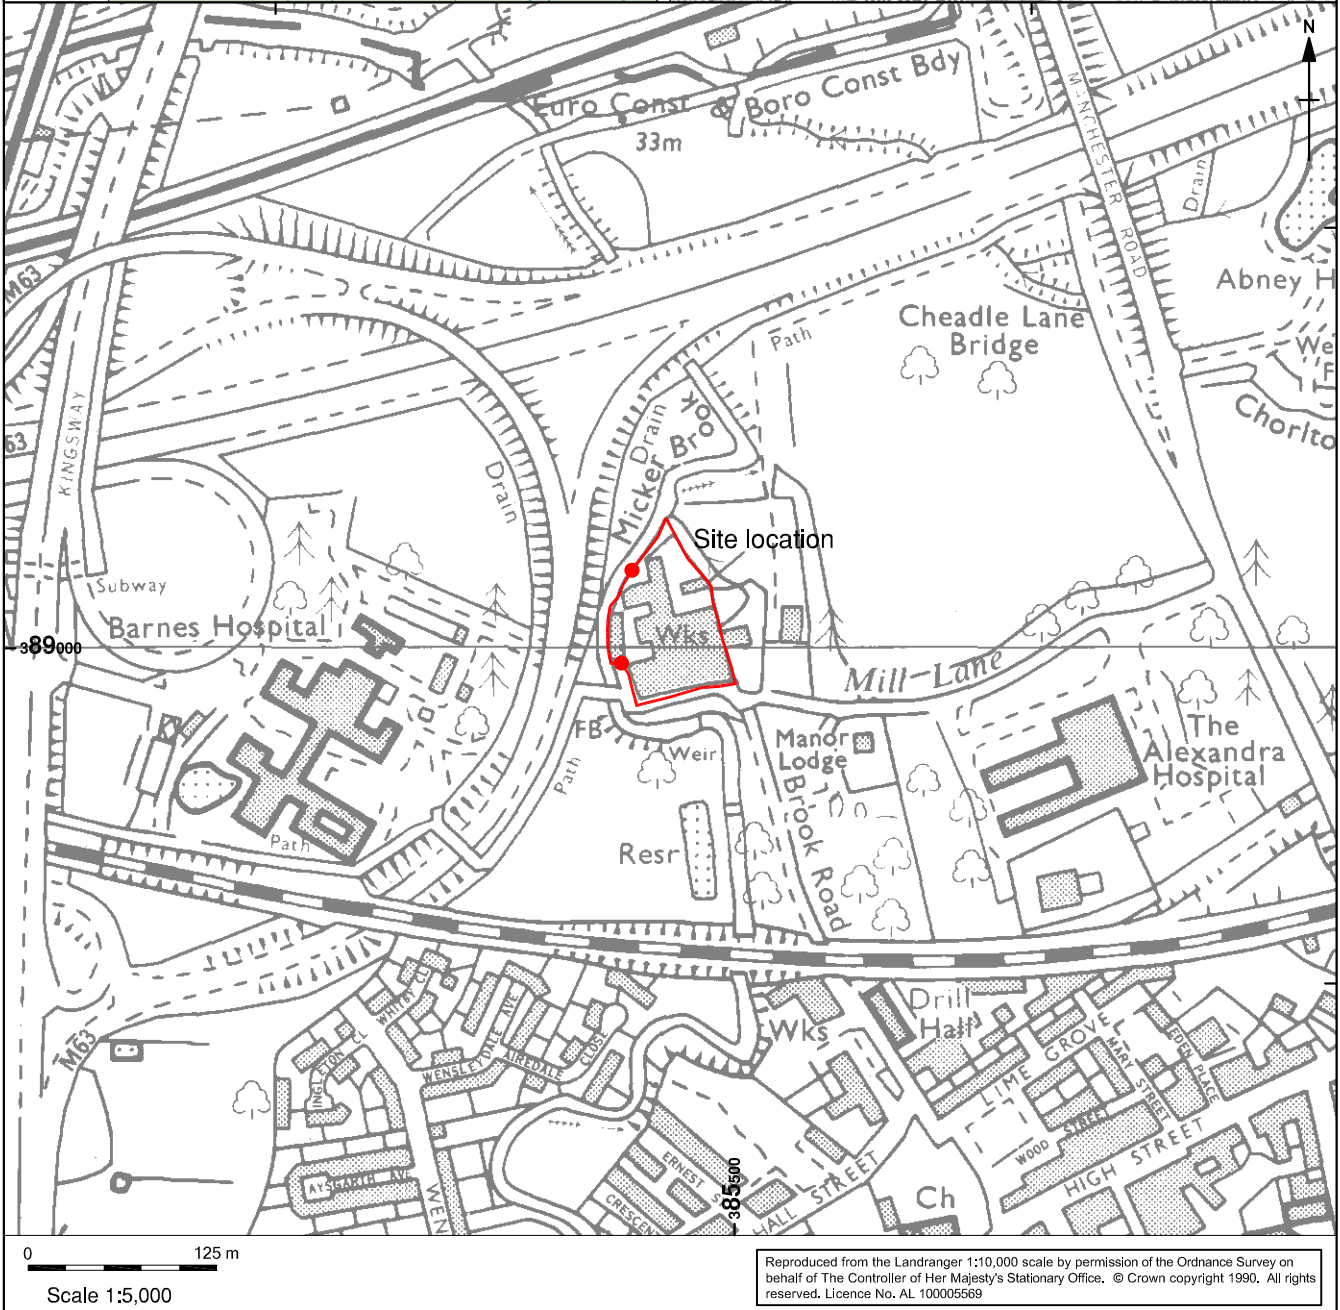 N
Euro Const & Boro Const Bdy
33m
MANCHESTER ROAD
Drain
Abney H
M63
Cheadle Lane
Bridge
We
F
Path
Chorlto
63
KINGSWAY
Drain
Micker Brook
Drain
Site location
Subway
Barnes Hospital
Wks
389000
Mill Lane
FB
Weir
Manor
Lodge
The
Alexandra
Hospital
Path
Brook Road
Path
Resr
M63
WHITBY CL
INGLETON CL
WENSLEYDALE AVE
AIREDALE CLOSE
Wks
Drill
Hall
LIME GROVE
MARY STREET
EDEN PLACE
WOOD STREET
HIGH STREET
AYSGARTH AVE
WEN
ERNEST S
CRESCENT
HALL STREET
385500
Ch
0 125 m
Scale 1:5,000
Reproduced from the Landranger 1:10,000 scale by permission of the Ordnance Survey on
behalf of The Controller of Her Majesty's Stationary Office. © Crown copyright 1990. All rights
reserved. Licence No. AL 100005569